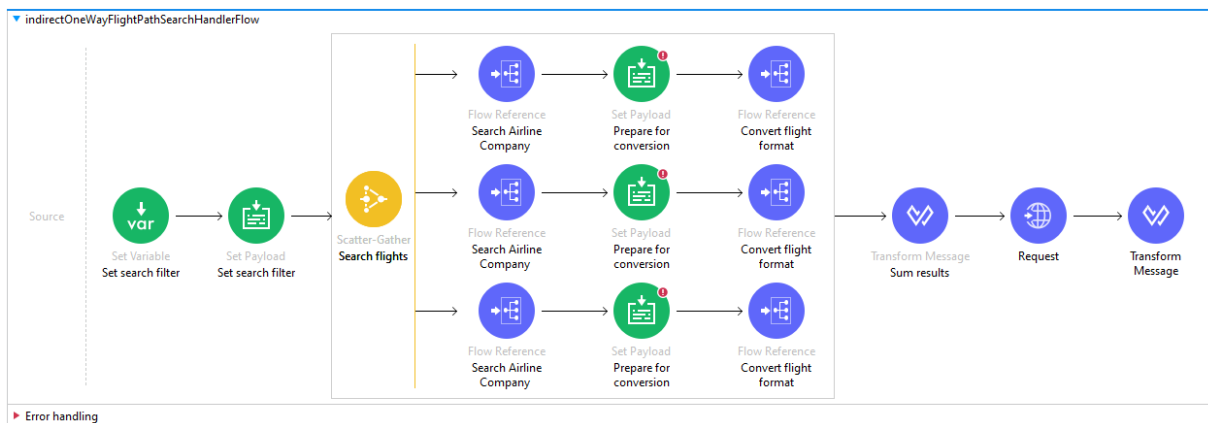 indirectOneWayFlightPathSearchHandlerFlow
Source
var
Set Variable
Set search filter
Set Payload
Set search filter
Scatter-Gather
Search flights
Flow Reference
Search Airline
Company
Set Payload
Prepare for
conversion
Flow Reference
Convert flight
format
Flow Reference
Search Airline
Company
Set Payload
Prepare for
conversion
Flow Reference
Convert flight
format
Flow Reference
Search Airline
Company
Set Payload
Prepare for
conversion
Flow Reference
Convert flight
format
Transform Message
Sum results
Request
Transform
Message
Error handling